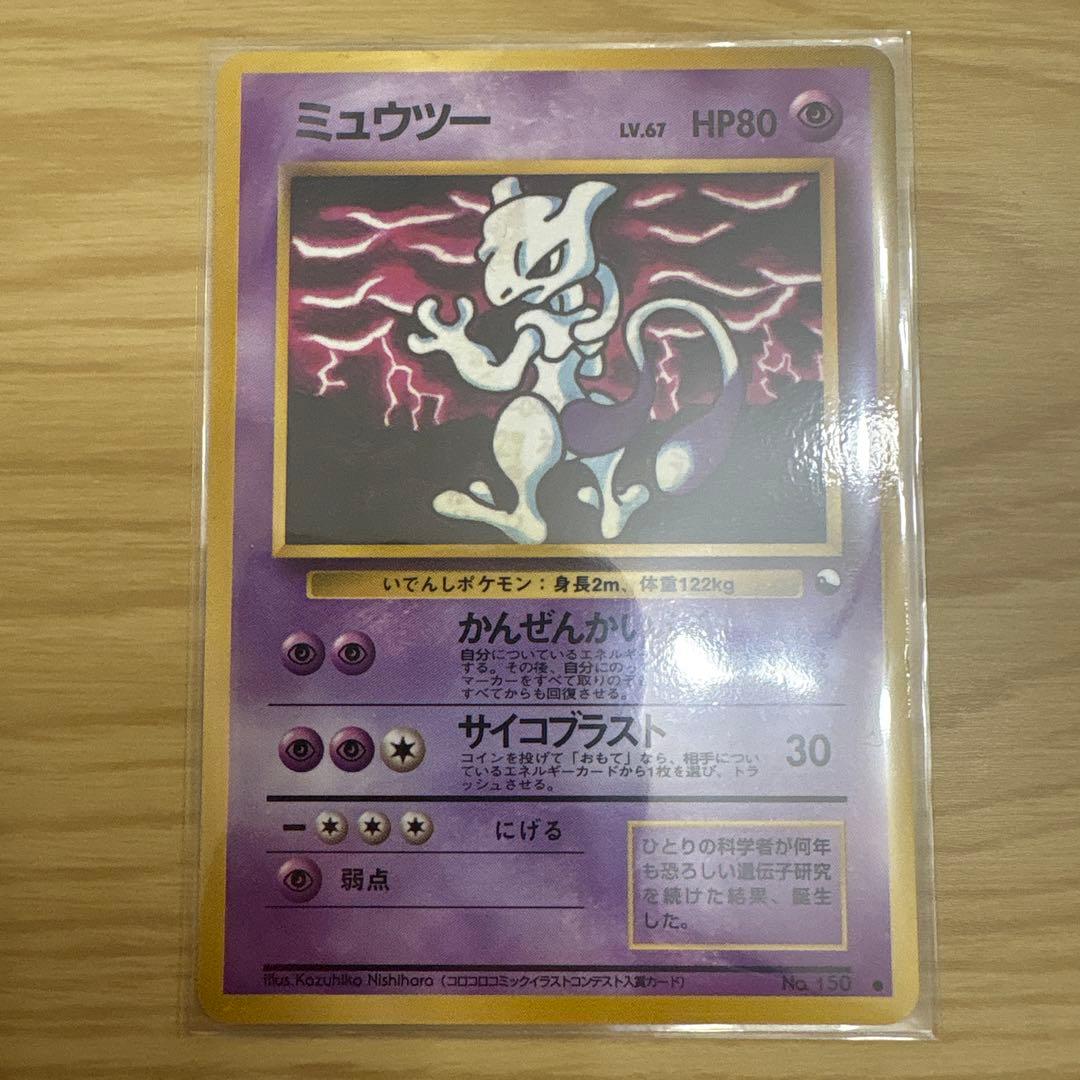 ミュウツー LV.67 HP80
いでんしポケモン：身長2m、体重122kg
かんぜんかい
自分についているエネルギ
する。その後、自分にのっ
マーカーをすべて取りのぞ
すべてからも回復させる。
サイコブラスト 30
コインを投げて「おもて」なら、相手につい
ているエネルギーカードから1枚を選び、トラ
ッシュさせる。
ー にげる
弱点
ひとりの科学者が何年
も恐ろしい遺伝子研究
を続けた結果、誕生
した。
Illus. Kazuhiko Nishihara（コロコロコミックイラストコンテスト入賞カード） No. 150